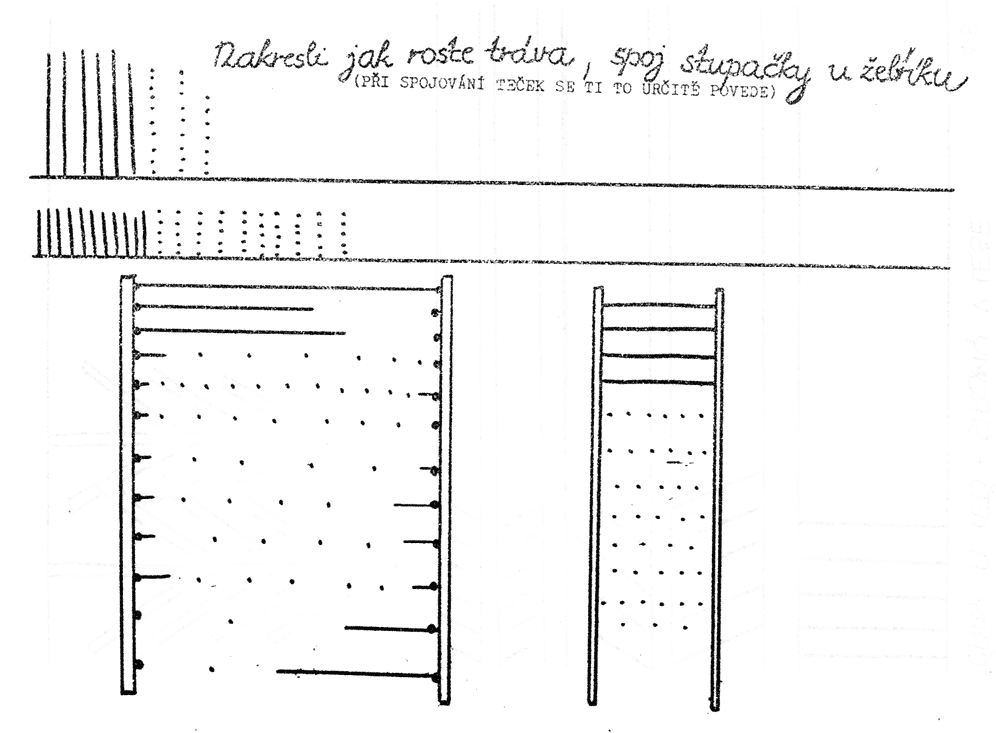 Nakresli jak roste tráva, spoj stupačky u žebříku
(PŘI SPOJOVÁNÍ TEČEK SE TI TO URČITĚ POVEDE)